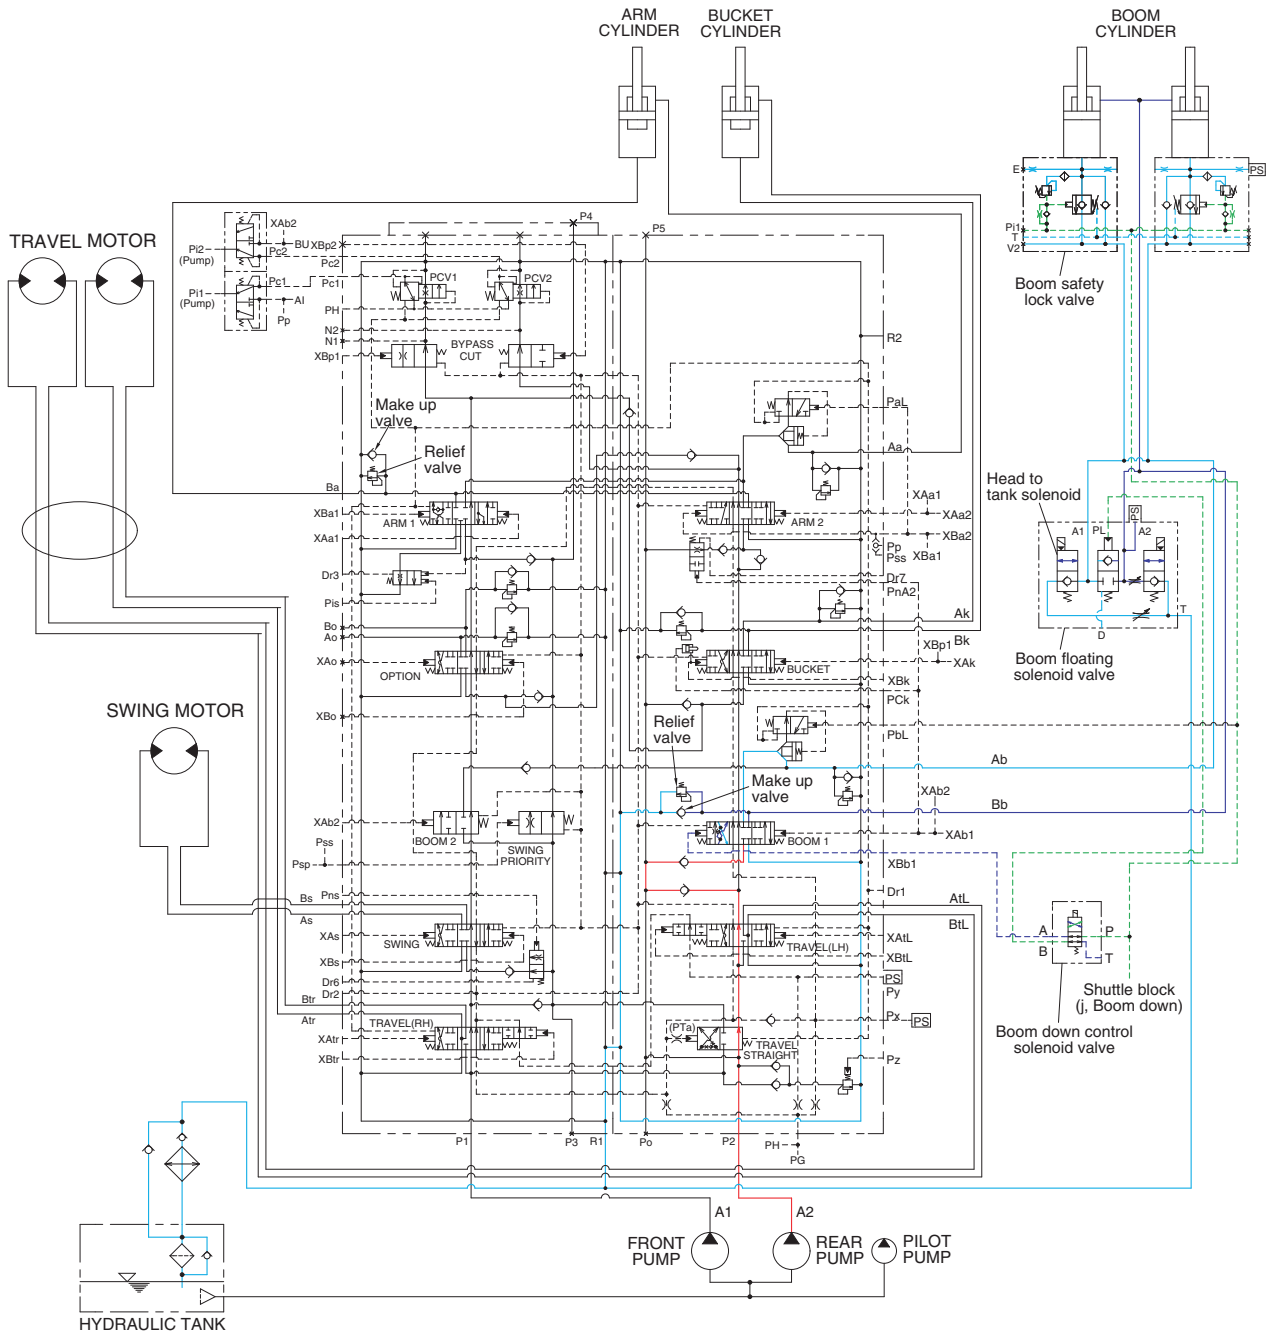 ARM
CYLINDER
BUCKET
CYLINDER
BOOM
CYLINDER
E
PS
Pi1
T
V2
Boom safety
lock valve
TRAVEL MOTOR
XAb2
Pi2
(Pump)
Pc2
BU
XBp2
Pc2
Pc1
Pi1
(Pump)
AI
Pp
Pc1
PH
N2
N1
XBp1
P4
P5
PCV1
PCV2
BYPASS
CUT
R2
Make up
valve
Relief
valve
PaL
Aa
Ba
XBa1
XAa1
ARM 1
ARM 2
XAa1
XAa2
XBa2
XBa1
Pp
Pss
Dr7
PnA2
Dr3
Pis
Bo
Ao
XAo
OPTION
XBo
Ak
Bk
XBp1
XAk
BUCKET
XBk
PCk
PbL
Head to
tank solenoid
A1
PL
PS
A2
T
D
Boom floating
solenoid valve
SWING MOTOR
Relief
valve
Make up
valve
Ab
Bb
XAb2
XAb1
XBb1
XAb2
BOOM 2
SWING
PRIORITY
BOOM 1
Pss
Psp
Pns
Bs
As
XAs
SWING
XBs
Dr6
Dr2
Btr
Atr
TRAVEL(RH)
XAtr
XBtr
Dr1
AtL
BtL
XAtL
TRAVEL(LH)
XBtL
PS
Py
Px
PS
(PTa)
TRAVEL
STRAIGHT
Pz
A
P
B
T
Shuttle block
(j, Boom down)
Boom down control
solenoid valve
P1
P3
R1
Po
P2
PH
PG
A1
A2
FRONT
PUMP
REAR
PUMP
PILOT
PUMP
HYDRAULIC TANK